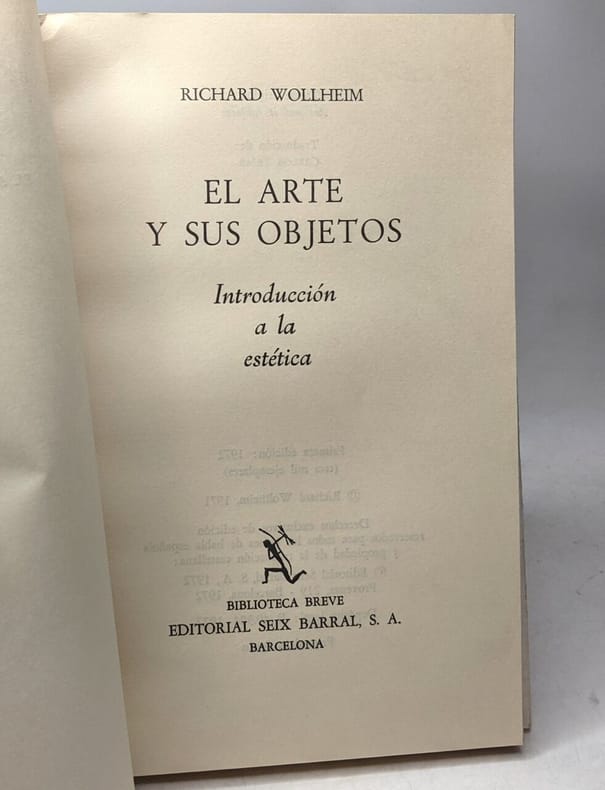 RICHARD WOLLHEIM
EL ARTE
Y SUS OBJETOS
Introducción
a la
estética
BIBLIOTECA BREVE
EDITORIAL SEIX BARRAL, S. A.
BARCELONA